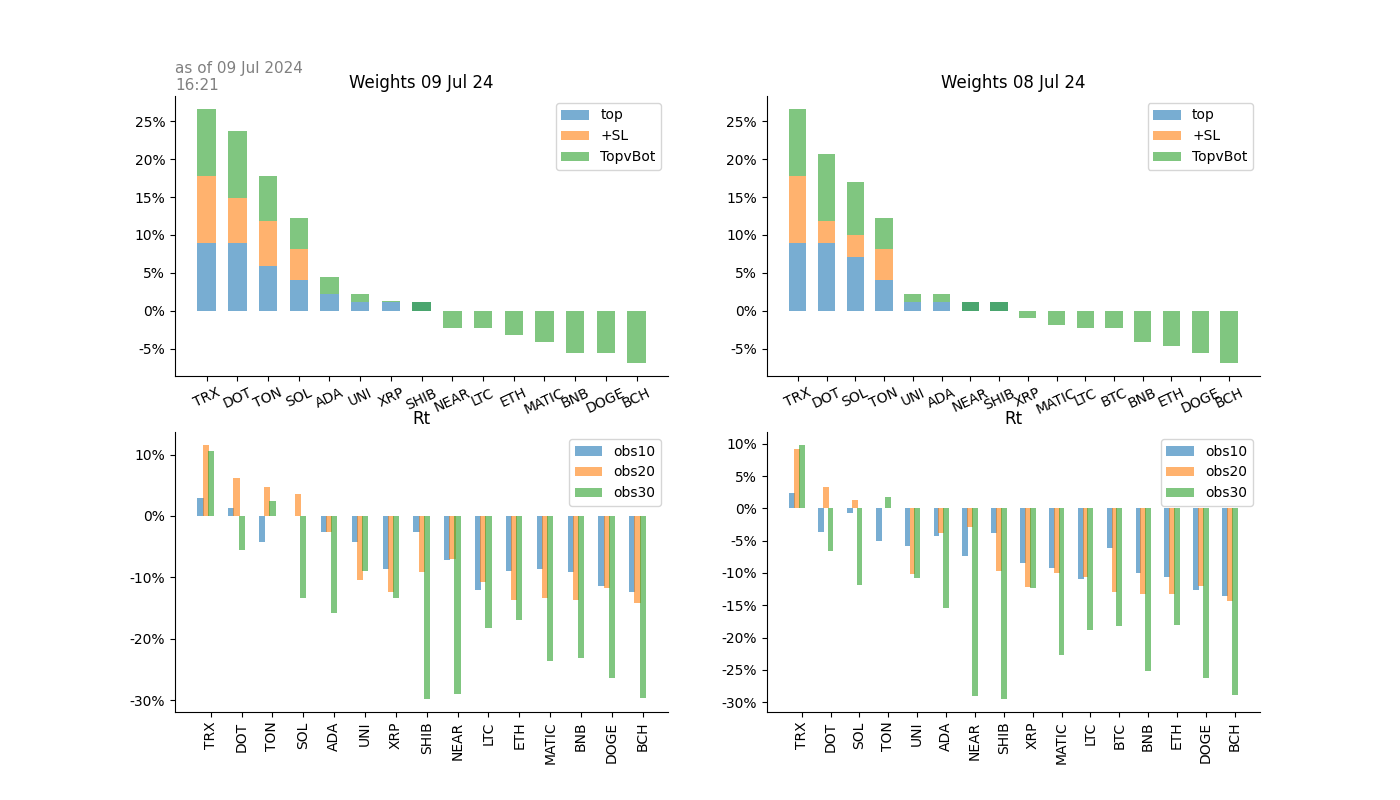 as of 09 Jul 2024
16:21
Weights 09 Jul 24
25%
20%
15%
10%
5%
0%
-5%
top
+SL
TopvBot
TRX DOT TON SOL ADA UNI XRP SHIB NEAR LTC ETH MATIC BNB DOGE BCH
Weights 08 Jul 24
25%
20%
15%
10%
5%
0%
-5%
top
+SL
TopvBot
TRX DOT SOL TON UNI ADA NEAR SHIB XRP MATIC LTC BTC BNB ETH DOGE BCH
Rt
10%
0%
-10%
-20%
-30%
obs10
obs20
obs30
TRX DOT TON SOL ADA UNI XRP SHIB NEAR LTC ETH MATIC BNB DOGE BCH
Rt
10%
5%
0%
-5%
-10%
-15%
-20%
-25%
-30%
obs10
obs20
obs30
TRX DOT SOL TON UNI ADA NEAR SHIB XRP MATIC LTC BTC BNB ETH DOGE BCH